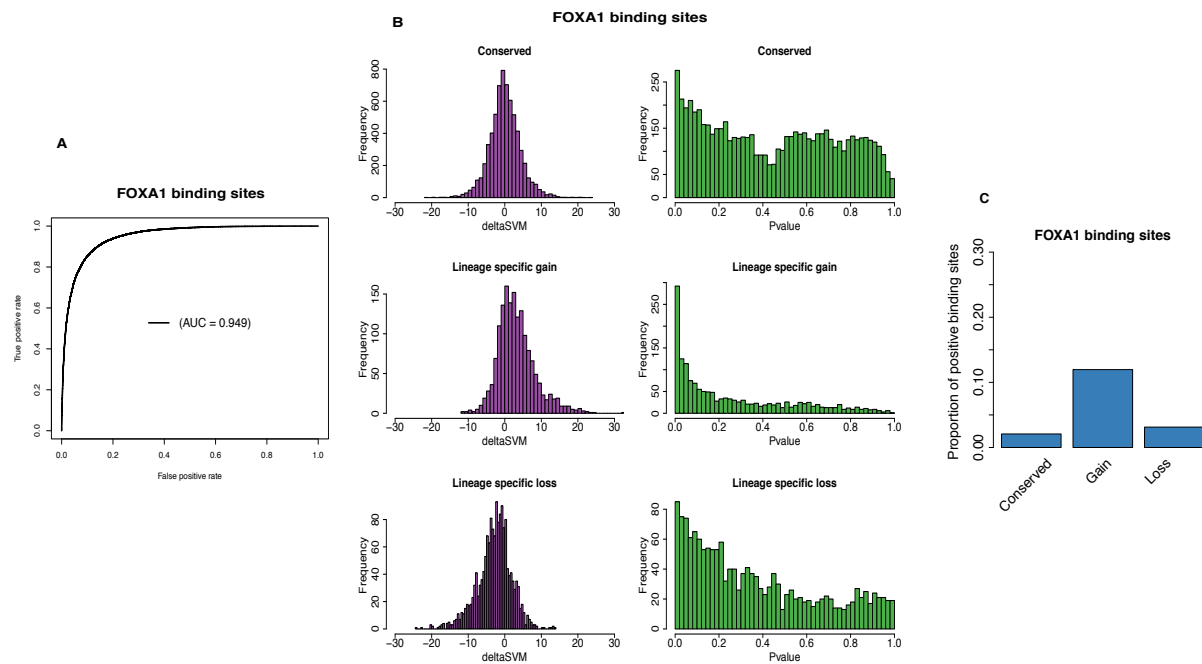 A
FOXA1 binding sites
True positive rate
0.0 0.2 0.4 0.6 0.8 1.0
(AUC = 0.949)
0.0 0.2 0.4 0.6 0.8 1.0
False positive rate
B
FOXA1 binding sites
Conserved
Frequency
0 200 400 600 800
−30 −20 −10 0 10 20 30
deltaSVM
Conserved
Frequency
0 50 150 250
0.0 0.2 0.4 0.6 0.8 1.0
Pvalue
Lineage specific gain
Frequency
0 50 100 150
−30 −20 −10 0 10 20 30
deltaSVM
Lineage specific gain
Frequency
0 50 150 250
0.0 0.2 0.4 0.6 0.8 1.0
Pvalue
Lineage specific loss
Frequency
0 20 40 60 80
−30 −20 −10 0 10 20 30
deltaSVM
Lineage specific loss
Frequency
0 20 40 60 80
0.0 0.2 0.4 0.6 0.8 1.0
Pvalue
C
FOXA1 binding sites
Proportion of positive binding sites
0.00 0.10 0.20 0.30
Conserved
Gain
Loss